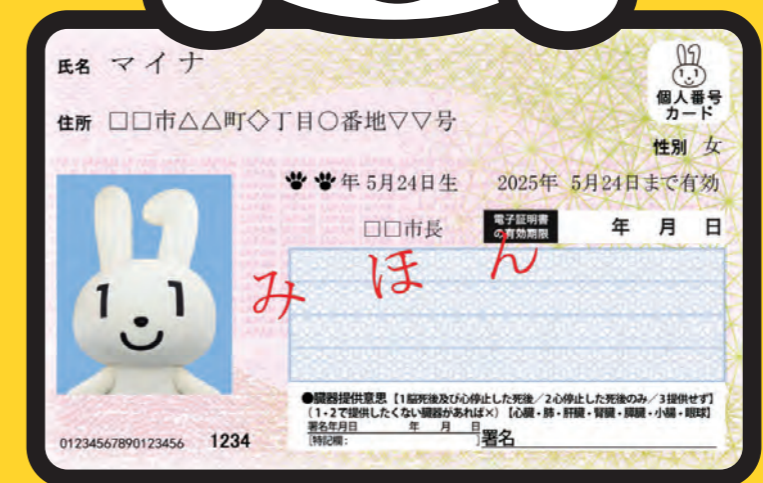 氏名 マイナ
個人番号
カード
住所 □□市△△町◇丁目○番地▽▽号
性別 女
年 5月24日生 2025年 5月24日まで有効
□□市長 電子証明書
の有効期限 年 月 日
みほん
1 1
●臓器提供意思【1脳死後及び心停止した死後／2心停止した死後のみ／3提供せず】
(1・2で提供したくない臓器があれば×)【心臓・肺・肝臓・腎臓・膵臓・小腸・眼球】
署名年月日 年 月 日
[特記欄: ] 署名
01234567890123456 1234